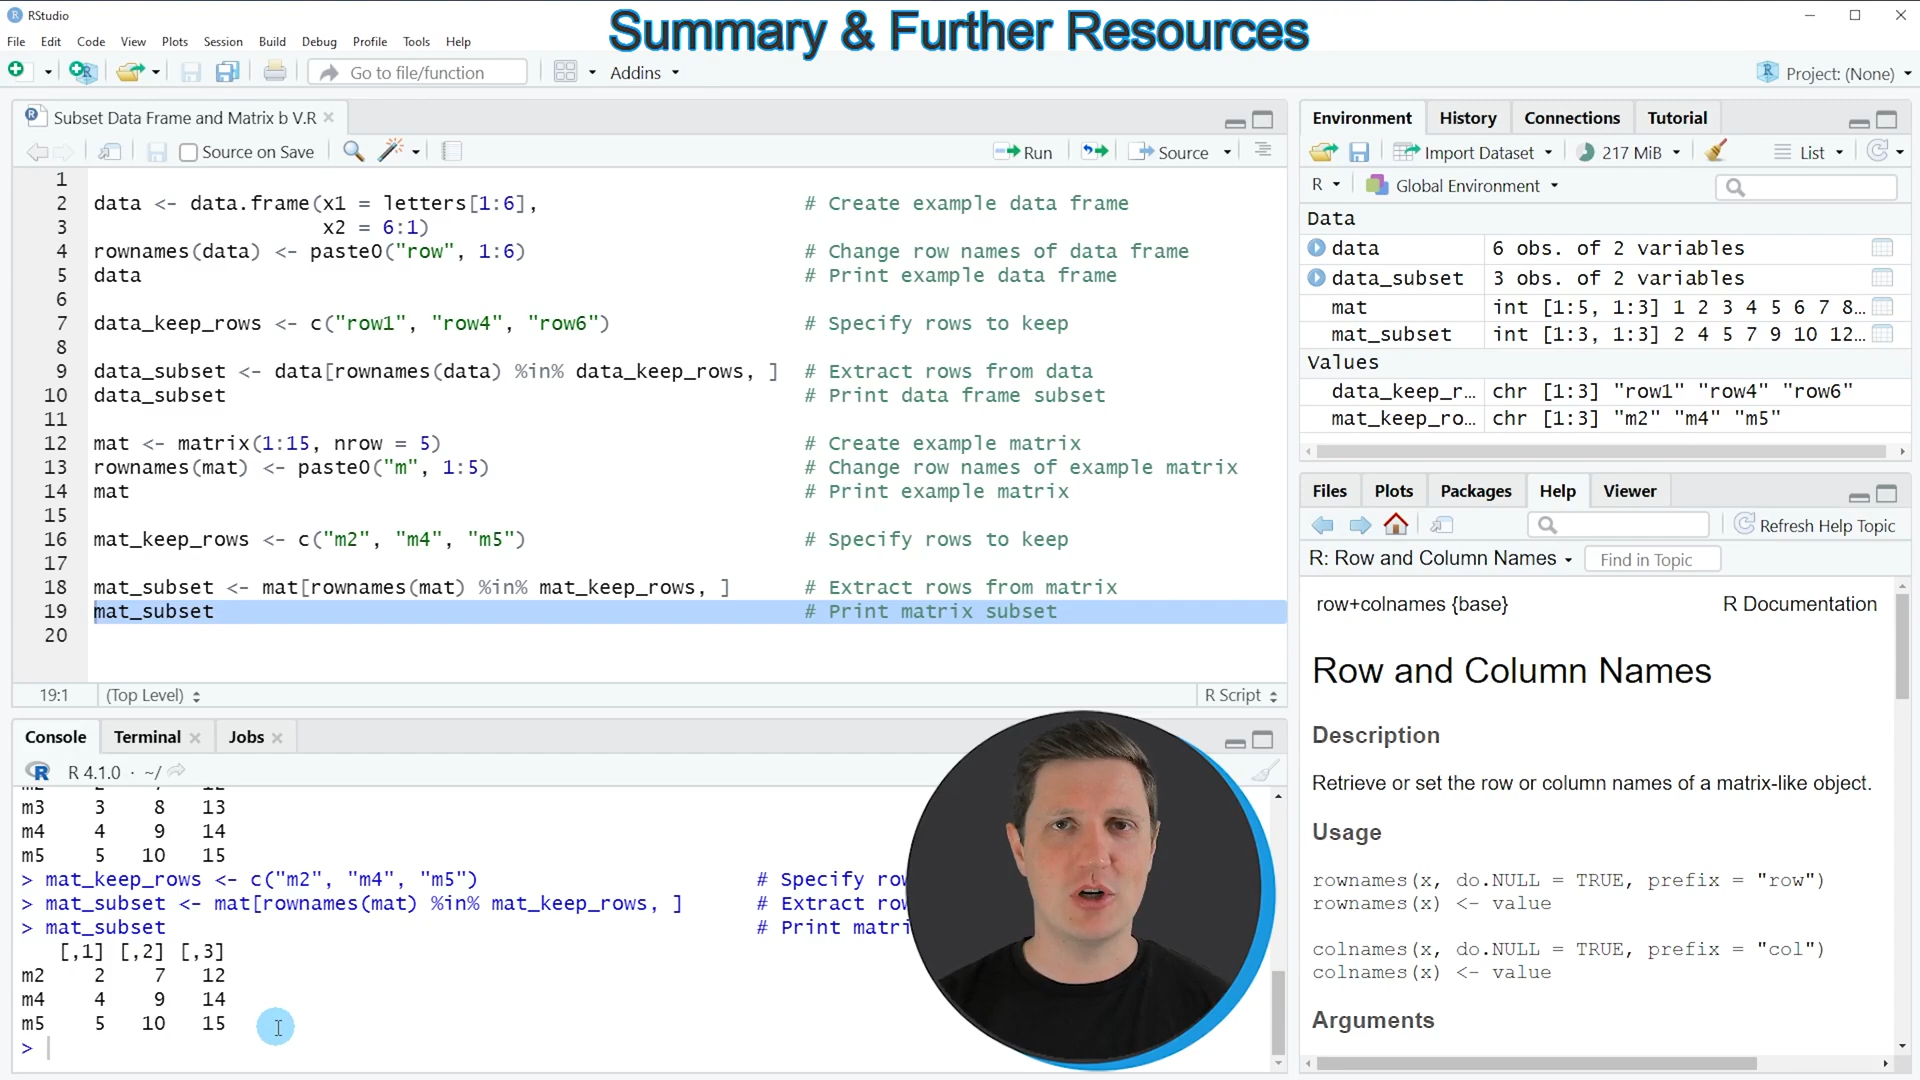 RStudio
Summary & Further Resources
File Edit Code View Plots Session Build Debug Profile Tools Help
Go to file/function
Addins
Project: (None)
Subset Data Frame and Matrix b V.R
Source on Save
Run
Source
1
2 data <- data.frame(x1 = letters[1:6], # Create example data frame
3 x2 = 6:1)
4 rownames(data) <- paste0("row", 1:6) # Change row names of data frame
5 data # Print example data frame
6
7 data_keep_rows <- c("row1", "row4", "row6") # Specify rows to keep
8
9 data_subset <- data[rownames(data) %in% data_keep_rows, ] # Extract rows from data
10 data_subset # Print data frame subset
11
12 mat <- matrix(1:15, nrow = 5) # Create example matrix
13 rownames(mat) <- paste0("m", 1:5) # Change row names of example matrix
14 mat # Print example matrix
15
16 mat_keep_rows <- c("m2", "m4", "m5") # Specify rows to keep
17
18 mat_subset <- mat[rownames(mat) %in% mat_keep_rows, ] # Extract rows from matrix
19 mat_subset # Print matrix subset
20
19:1 (Top Level) R Script
Console Terminal Jobs
R 4.1.0 · ~/
m3 3 8 13
m4 4 9 14
m5 5 10 15
> mat_keep_rows <- c("m2", "m4", "m5") # Specify row
> mat_subset <- mat[rownames(mat) %in% mat_keep_rows, ] # Extract row
> mat_subset # Print matri
[,1] [,2] [,3]
m2 2 7 12
m4 4 9 14
m5 5 10 15
>
Environment History Connections Tutorial
Import Dataset 217 MiB List
R Global Environment
Data
data 6 obs. of 2 variables
data_subset 3 obs. of 2 variables
mat int [1:5, 1:3] 1 2 3 4 5 6 7 8…
mat_subset int [1:3, 1:3] 2 4 5 7 9 10 12…
Values
data_keep_r… chr [1:3] "row1" "row4" "row6"
mat_keep_ro… chr [1:3] "m2" "m4" "m5"
Files Plots Packages Help Viewer
Refresh Help Topic
R: Row and Column Names Find in Topic
row+colnames {base} R Documentation
Row and Column Names
Description
Retrieve or set the row or column names of a matrix-like object.
Usage
rownames(x, do.NULL = TRUE, prefix = "row")
rownames(x) <- value
colnames(x, do.NULL = TRUE, prefix = "col")
colnames(x) <- value
Arguments